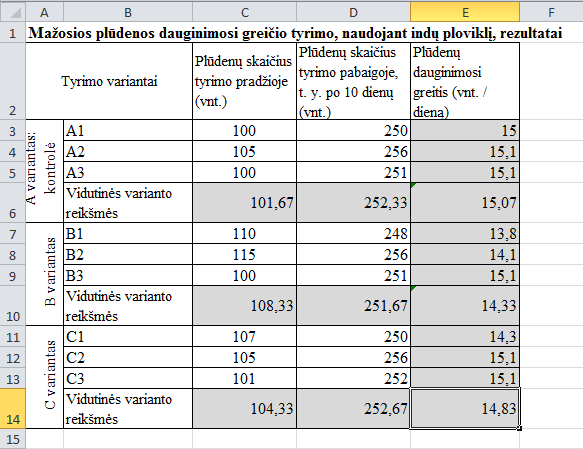 A B C D E F
1 Mažosios plūdenos dauginimosi greičio tyrimo, naudojant indų ploviklį, rezultatai
2 Tyrimo variantai
Plūdenų skaičius
tyrimo pradžioje
(vnt.)
Plūdenų skaičius
tyrimo pabaigoje,
t. y. po 10 dienų
(vnt.)
Plūdenų
dauginimosi
greitis (vnt. /
dieną)
A variantas:
kontrolė
3 A1 100 250 15
4 A2 105 256 15,1
5 A3 100 251 15,1
6 Vidutinės varianto
reikšmės 101,67 252,33 15,07
B variantas
7 B1 110 248 13,8
8 B2 115 256 14,1
9 B3 100 251 15,1
10 Vidutinės varianto
reikšmės 108,33 251,67 14,33
C variantas
11 C1 107 250 14,3
12 C2 105 256 15,1
13 C3 101 252 15,1
14 Vidutinės varianto
reikšmės 104,33 252,67 14,83
15